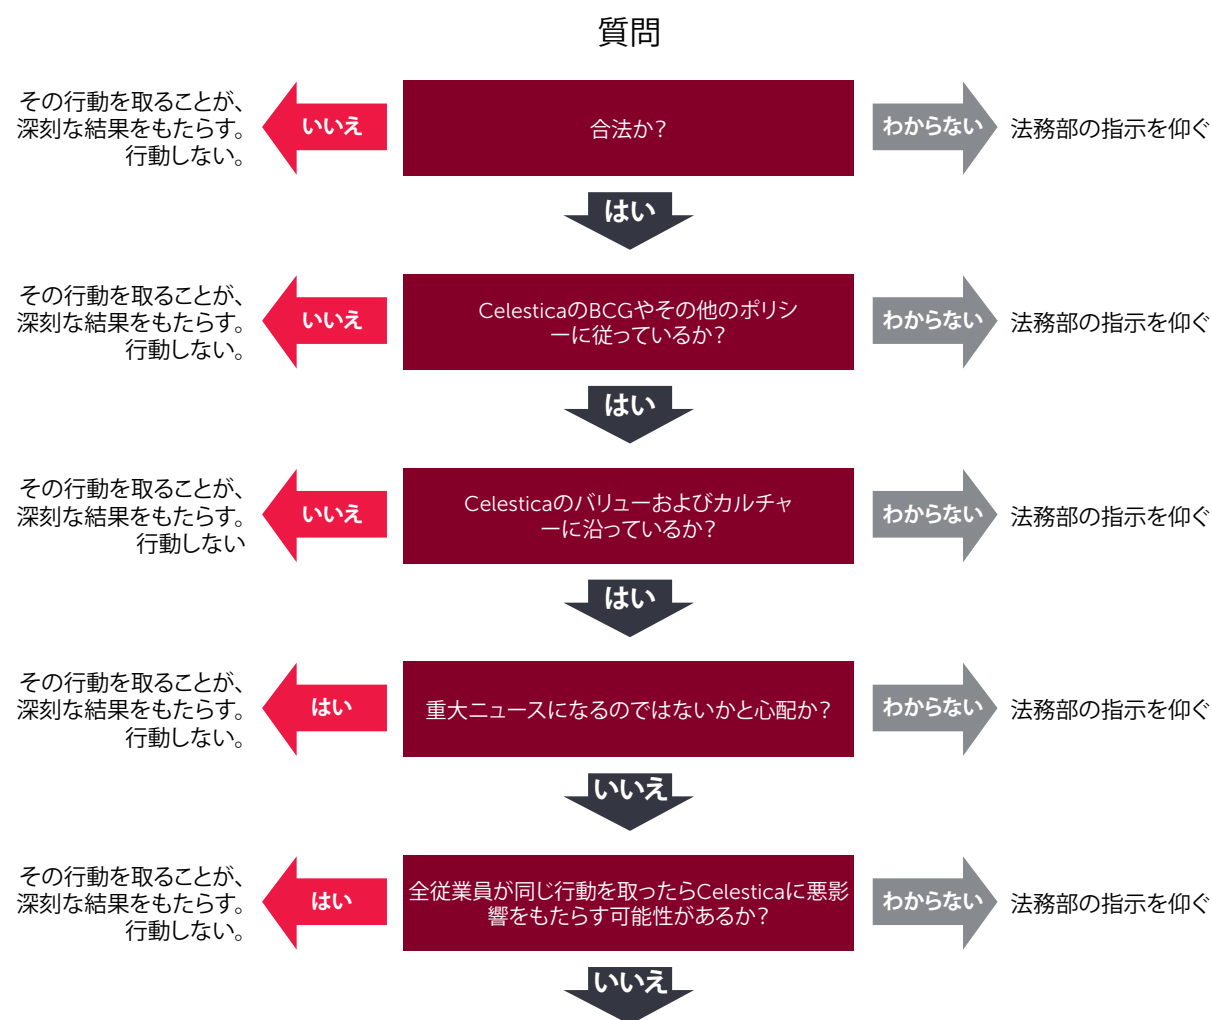 質問
その行動を取ることが、
深刻な結果をもたらす。
行動しない。
いいえ
合法か?
わからない
法務部の指示を仰ぐ
はい
その行動を取ることが、
深刻な結果をもたらす。
行動しない。
いいえ
CelesticaのBCGやその他のポリシ
ーに従っているか?
わからない
法務部の指示を仰ぐ
はい
その行動を取ることが、
深刻な結果をもたらす。
行動しない
いいえ
Celesticaのバリューおよびカルチャ
ーに沿っているか?
わからない
法務部の指示を仰ぐ
はい
その行動を取ることが、
深刻な結果をもたらす。
行動しない。
はい
重大ニュースになるのではないかと心配か?
わからない
法務部の指示を仰ぐ
いいえ
その行動を取ることが、
深刻な結果をもたらす。
行動しない。
はい
全従業員が同じ行動を取ったらCelesticaに悪影
響をもたらす可能性があるか?
わからない
法務部の指示を仰ぐ
いいえ